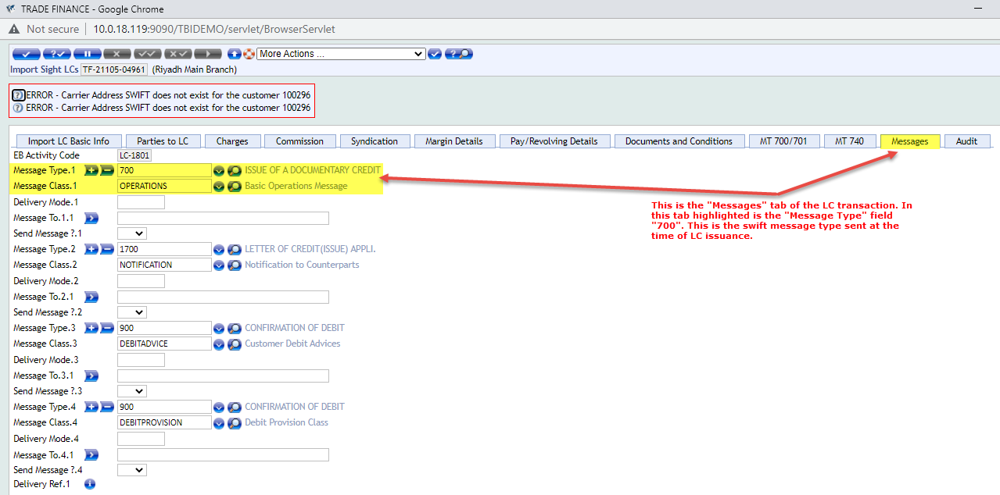 TRADE FINANCE - Google Chrome
Not secure | 10.0.18.119:9090/TBIDEMO/servlet/BrowserServlet
More Actions ...
Import Sight LCs TF-21105-04961 (Riyadh Main Branch)
ERROR - Carrier Address SWIFT does not exist for the customer 100296
ERROR - Carrier Address SWIFT does not exist for the customer 100296
Import LC Basic Info Parties to LC Charges Commission Syndication Margin Details Pay/Revolving Details Documents and Conditions MT 700/701 MT 740 Messages Audit
EB Activity Code LC-1801
Message Type.1 700 ISSUE OF A DOCUMENTARY CREDIT
Message Class.1 OPERATIONS Basic Operations Message
Delivery Mode.1
Message To.1.1
Send Message ?.1
Message Type.2 1700 LETTER OF CREDIT(ISSUE) APPLI.
Message Class.2 NOTIFICATION Notification to Counterparts
Delivery Mode.2
Message To.2.1
Send Message ?.2
Message Type.3 900 CONFIRMATION OF DEBIT
Message Class.3 DEBITADVICE Customer Debit Advices
Delivery Mode.3
Message To.3.1
Send Message ?.3
Message Type.4 900 CONFIRMATION OF DEBIT
Message Class.4 DEBITPROVISION Debit Provision Class
Delivery Mode.4
Message To.4.1
Send Message ?.4
Delivery Ref.1
This is the "Messages" tab of the LC transaction. In
this tab highlighted is the "Message Type" field
"700". This is the swift message type sent at the
time of LC issuance.